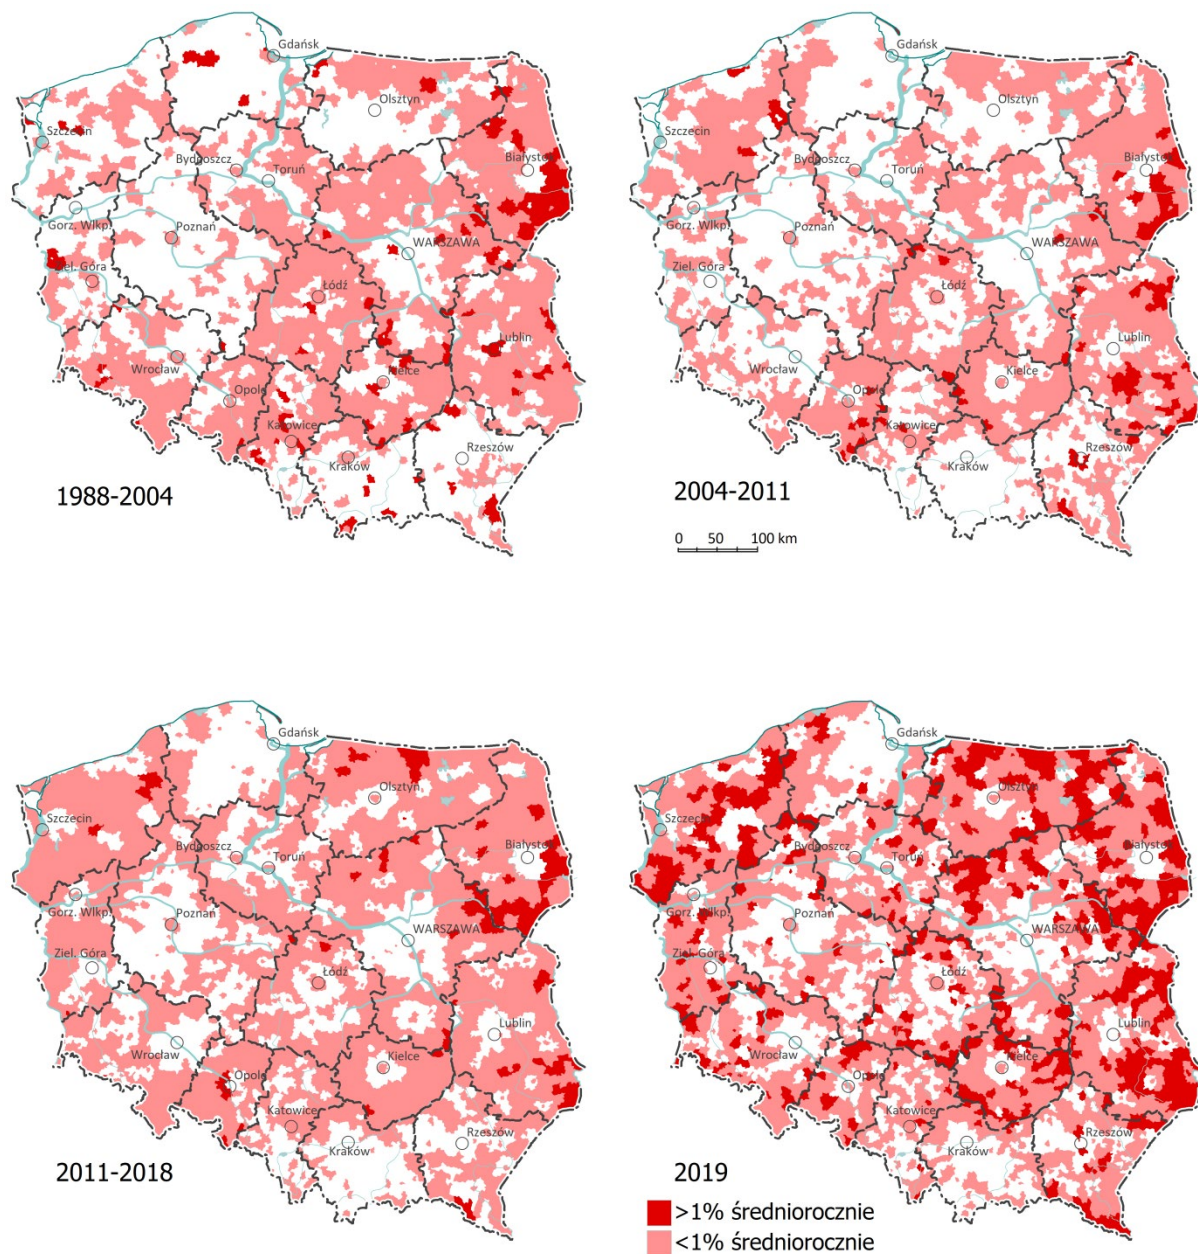 Gdańsk
Olsztyn
Szczecin
Bydgoszcz
Toruń
Białystok
Gorz. Wlkp.
Poznań
WARSZAWA
Ziel. Góra
Łódź
Lublin
Wrocław
Kielce
Opole
Katowice
Rzeszów
Kraków
1988-2004
Gdańsk
Olsztyn
Szczecin
Bydgoszcz
Toruń
Białystok
Gorz. Wlkp.
Poznań
WARSZAWA
Ziel. Góra
Łódź
Lublin
Wrocław
Kielce
Opole
Katowice
Rzeszów
Kraków
2004-2011
0 50 100 km
Gdańsk
Olsztyn
Szczecin
Bydgoszcz
Toruń
Białystok
Gorz. Wlkp.
Poznań
WARSZAWA
Ziel. Góra
Łódź
Lublin
Wrocław
Kielce
Opole
Katowice
Rzeszów
Kraków
2011-2018
Gdańsk
Olsztyn
Szczecin
Bydgoszcz
Toruń
Białystok
Gorz. Wlkp.
Poznań
WARSZAWA
Ziel. Góra
Łódź
Lublin
Wrocław
Kielce
Opole
Katowice
Rzeszów
Kraków
2019
>1% średniorocznie
<1% średniorocznie